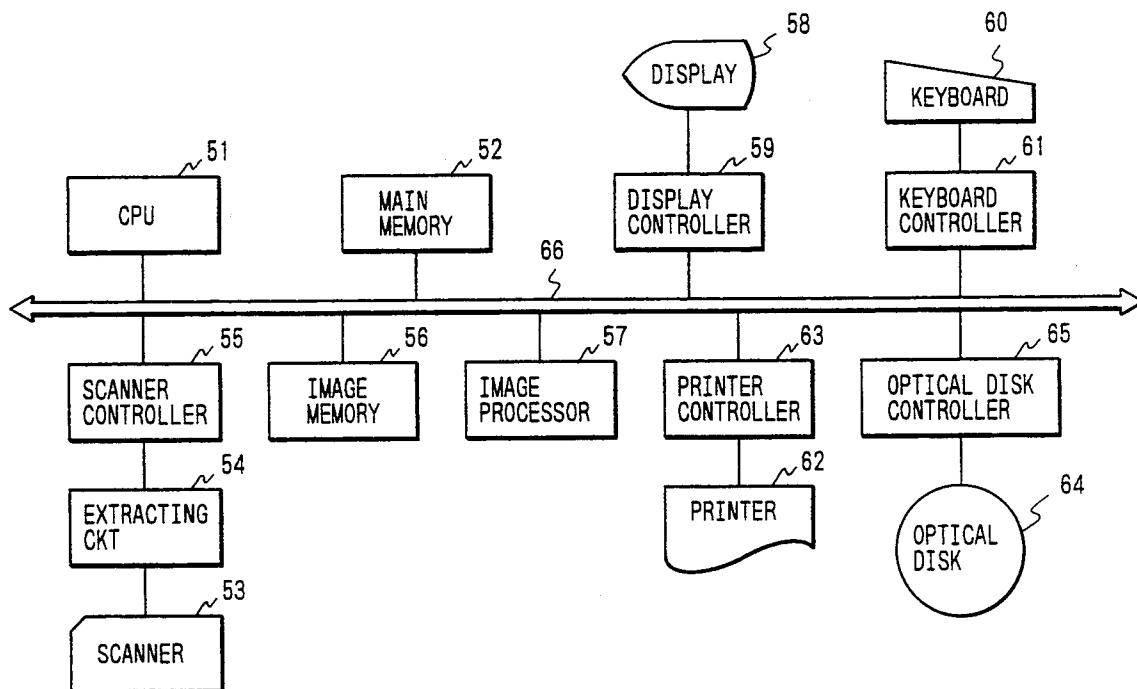 58
DISPLAY
60
KEYBOARD
51
CPU
52
MAIN
MEMORY
59
DISPLAY
CONTROLLER
61
KEYBOARD
CONTROLLER
66
55
SCANNER
CONTROLLER
56
IMAGE
MEMORY
57
IMAGE
PROCESSOR
63
PRINTER
CONTROLLER
65
OPTICAL DISK
CONTROLLER
54
EXTRACTING
CKT
62
PRINTER
64
OPTICAL
DISK
53
SCANNER